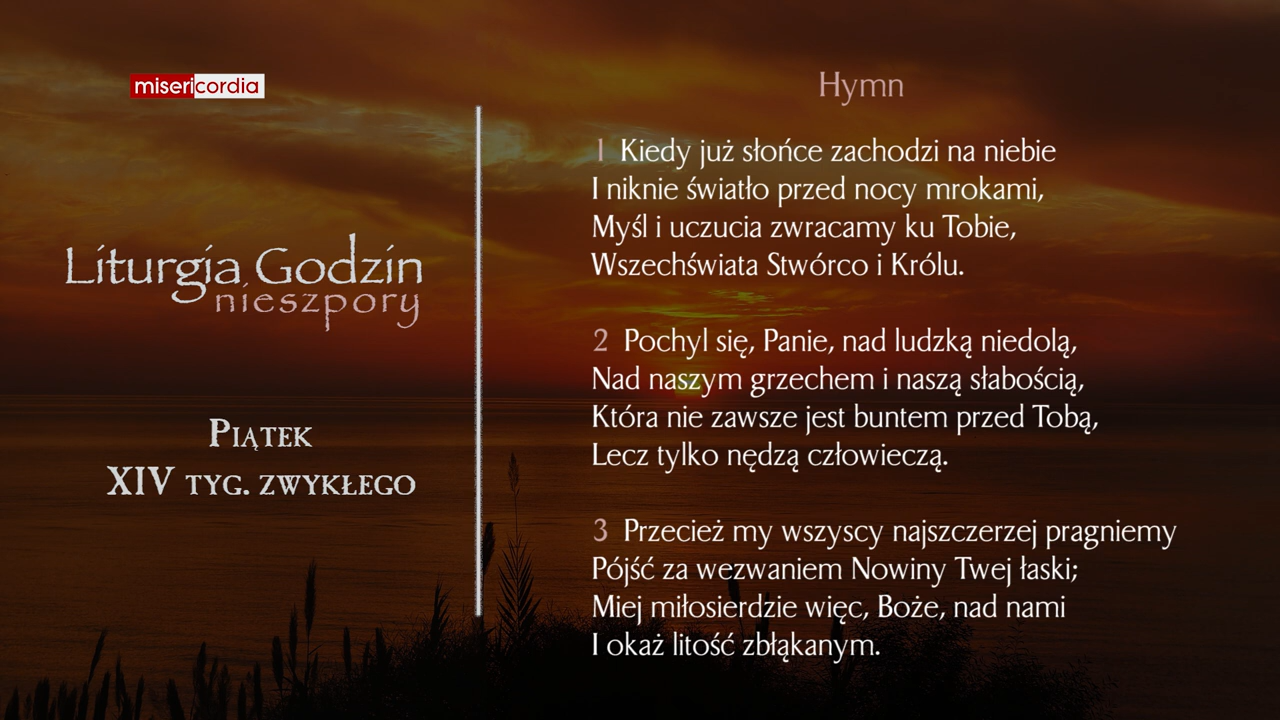 misericordia
Liturgia Godzin
nieszpory
Piątek
XIV tyg. zwykłego
Hymn
1 Kiedy już słońce zachodzi na niebie
I niknie światło przed nocy mrokami,
Myśl i uczucia zwracamy ku Tobie,
Wszechświata Stwórco i Królu.
2 Pochyl się, Panie, nad ludzką niedolą,
Nad naszym grzechem i naszą słabością,
Która nie zawsze jest buntem przed Tobą,
Lecz tylko nędzą człowieczą.
3 Przecież my wszyscy najszczerzej pragniemy
Pójść za wezwaniem Nowiny Twej łaski;
Miej miłosierdzie więc, Boże, nad nami
I okaż litość zbłąkanym.